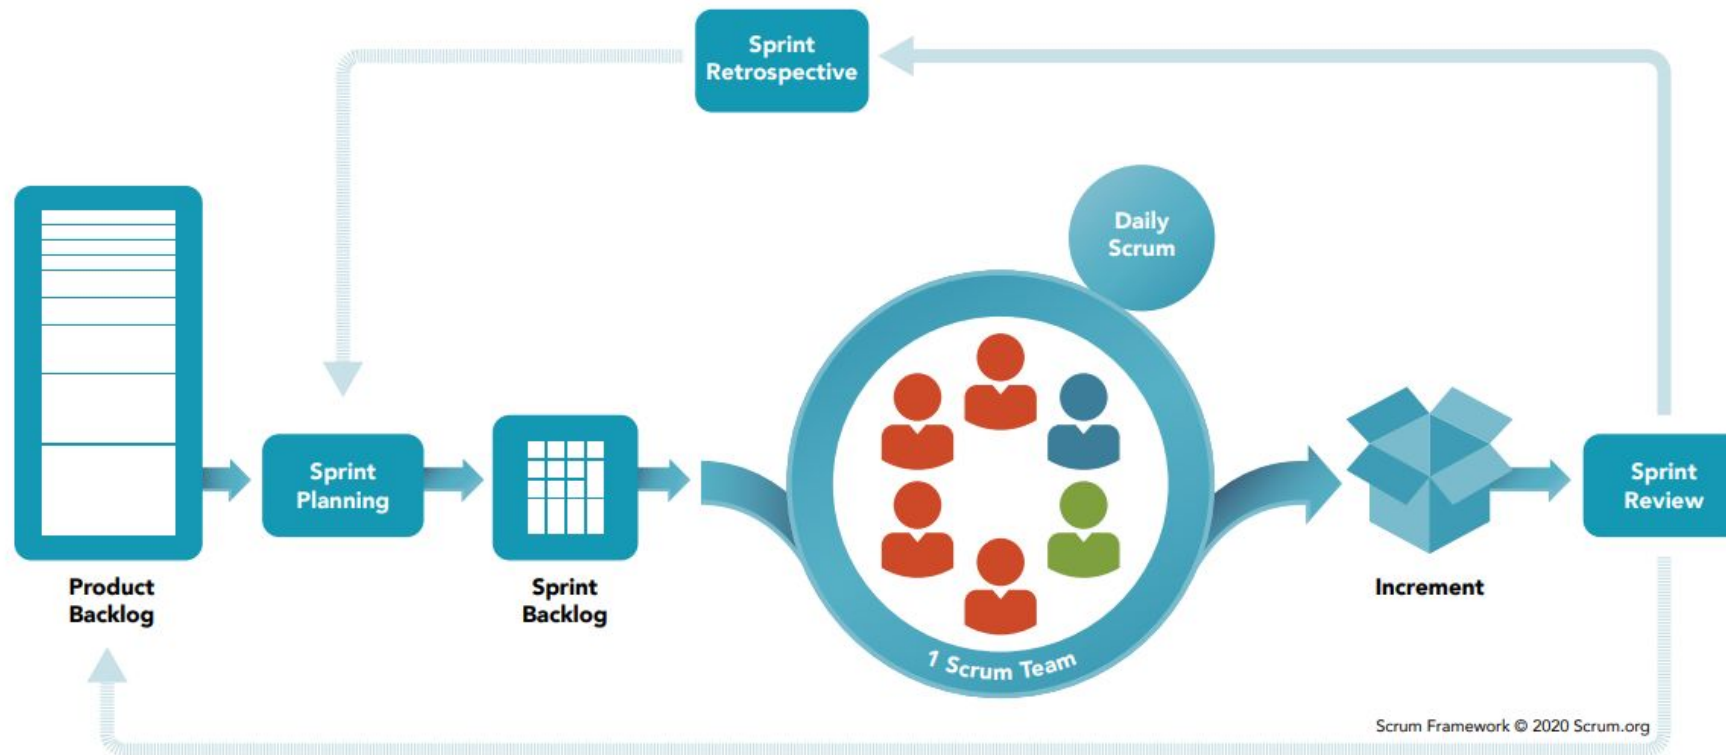 Sprint
Retrospective
Daily
Scrum
Sprint
Planning
Sprint
Review
Product
Backlog
Sprint
Backlog
1 Scrum Team
Increment
Scrum Framework © 2020 Scrum.org